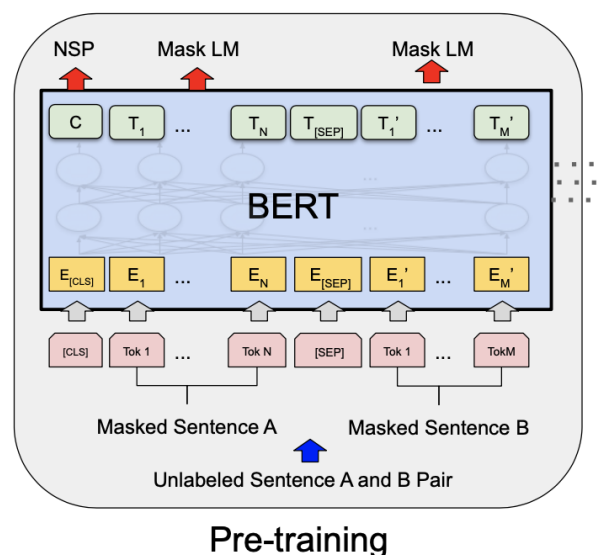 NSP Mask LM Mask LM
C T1 ... TN T[SEP] T1' ... TM'
...
BERT
E[CLS] E1 ... EN E[SEP] E1' ... EM'
[CLS] Tok 1 ... Tok N [SEP] Tok 1 ... TokM
Masked Sentence A Masked Sentence B
Unlabeled Sentence A and B Pair
Pre-training